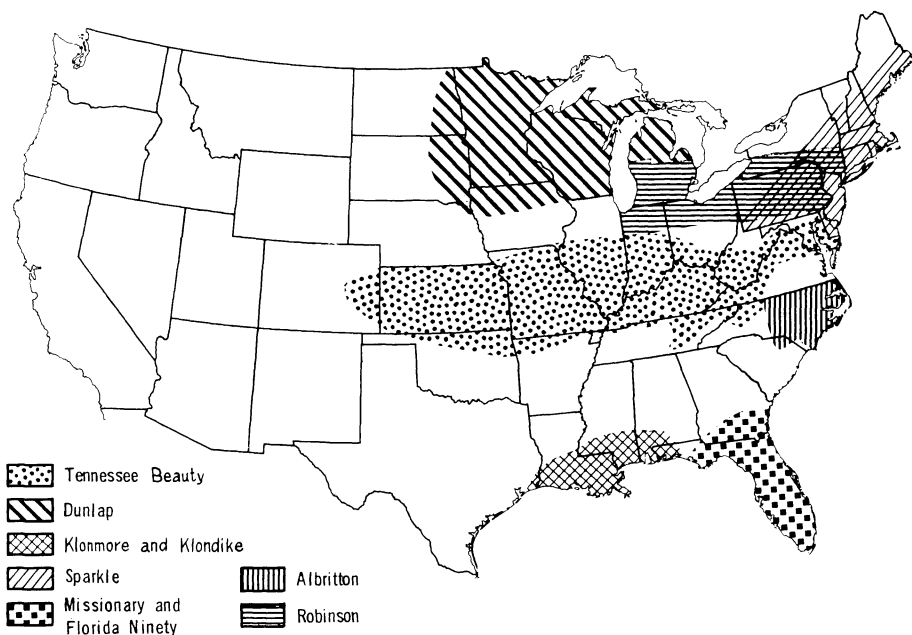 Tennessee Beauty
Dunlap
Klonmore and Klondike
Sparkle
Missionary and
Florida Ninety
Albritton
Robinson